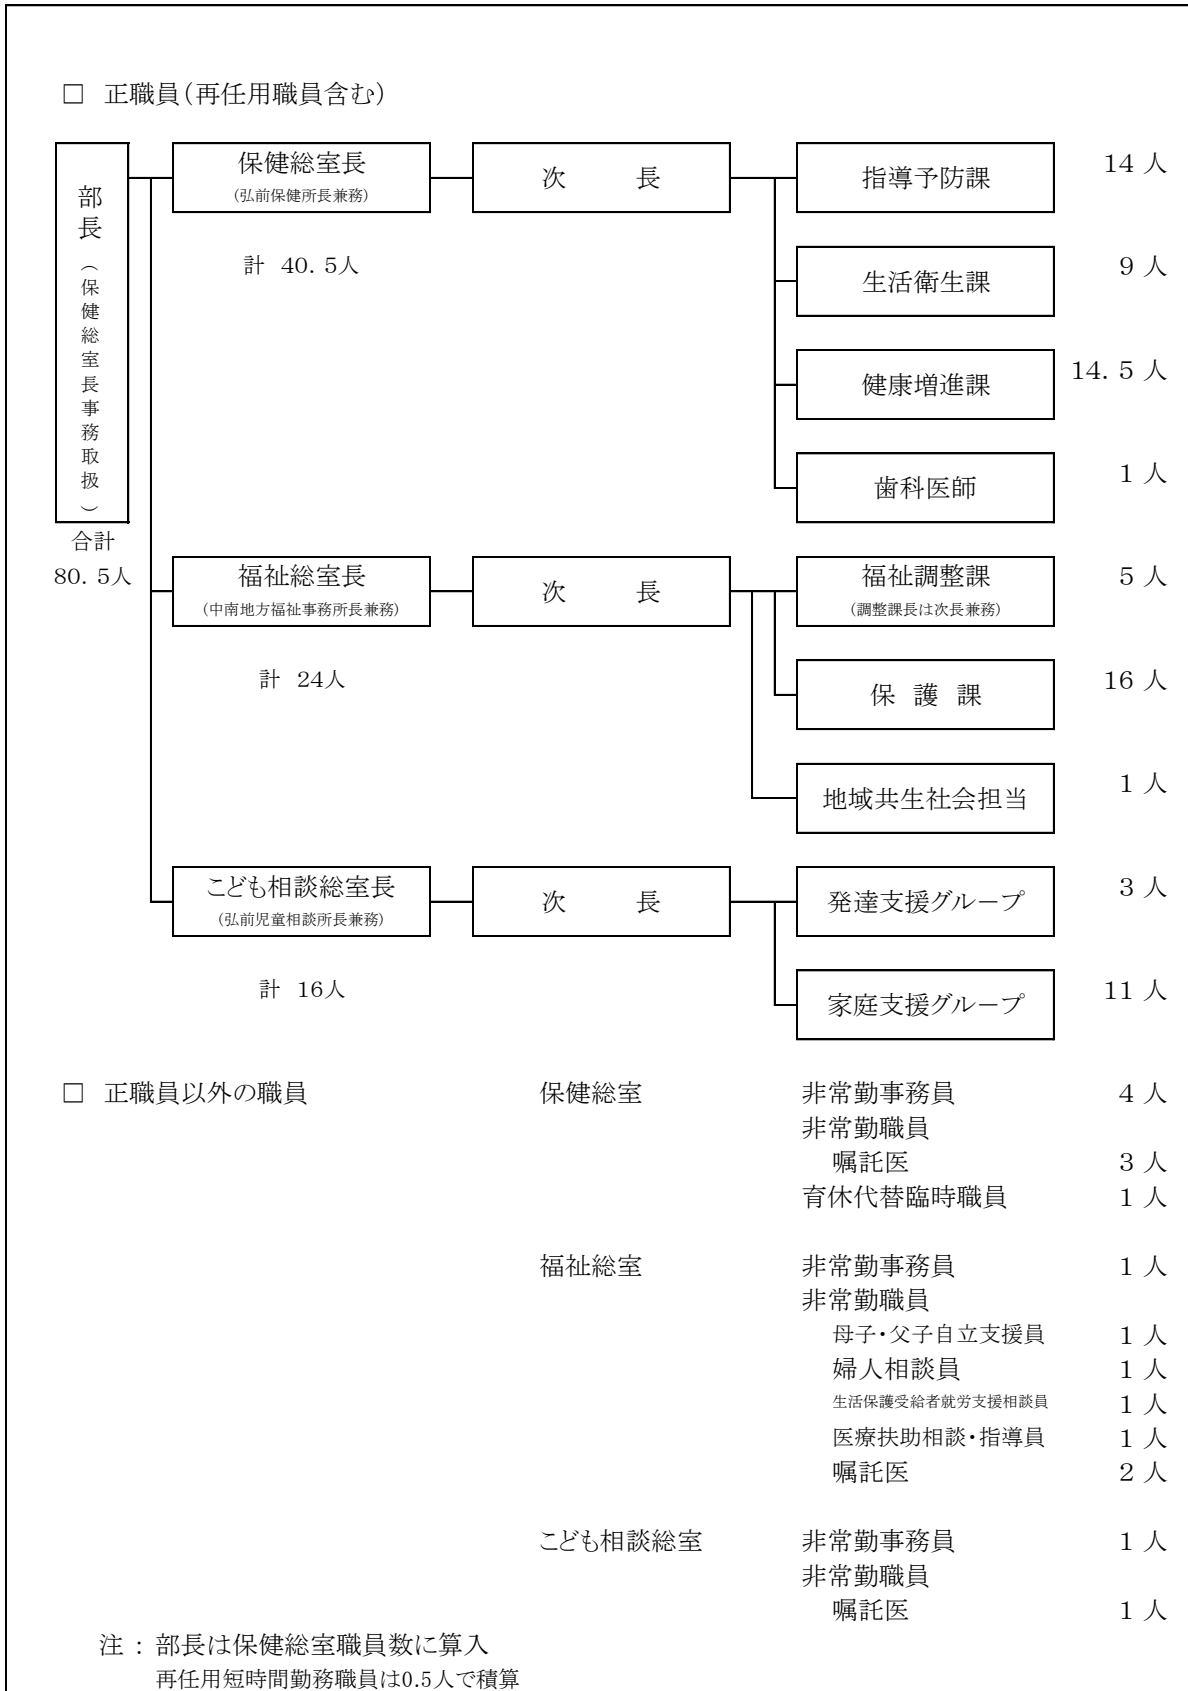 □ 正職員(再任用職員含む)
部長(保健総室長事務取扱)
合計
80.5人
保健総室長
(弘前保健所長兼務)
計 40.5人
次 長
指導予防課 14人
生活衛生課 9人
健康増進課 14.5人
歯科医師 1人
福祉総室長
(中南地方福祉事務所長兼務)
計 24人
次 長
福祉調整課 5人
(調整課長は次長兼務)
保護課 16人
地域共生社会担当 1人
こども相談総室長
(弘前児童相談所長兼務)
計 16人
次 長
発達支援グループ 3人
家庭支援グループ 11人
□ 正職員以外の職員 保健総室 非常勤事務員 4人
非常勤職員
嘱託医 3人
育休代替臨時職員 1人
福祉総室 非常勤事務員 1人
非常勤職員
母子・父子自立支援員 1人
婦人相談員 1人
生活保護受給者就労支援相談員 1人
医療扶助相談・指導員 1人
嘱託医 2人
こども相談総室 非常勤事務員 1人
非常勤職員
嘱託医 1人
注:部長は保健総室職員数に算入
再任用短時間勤務職員は0.5人で積算